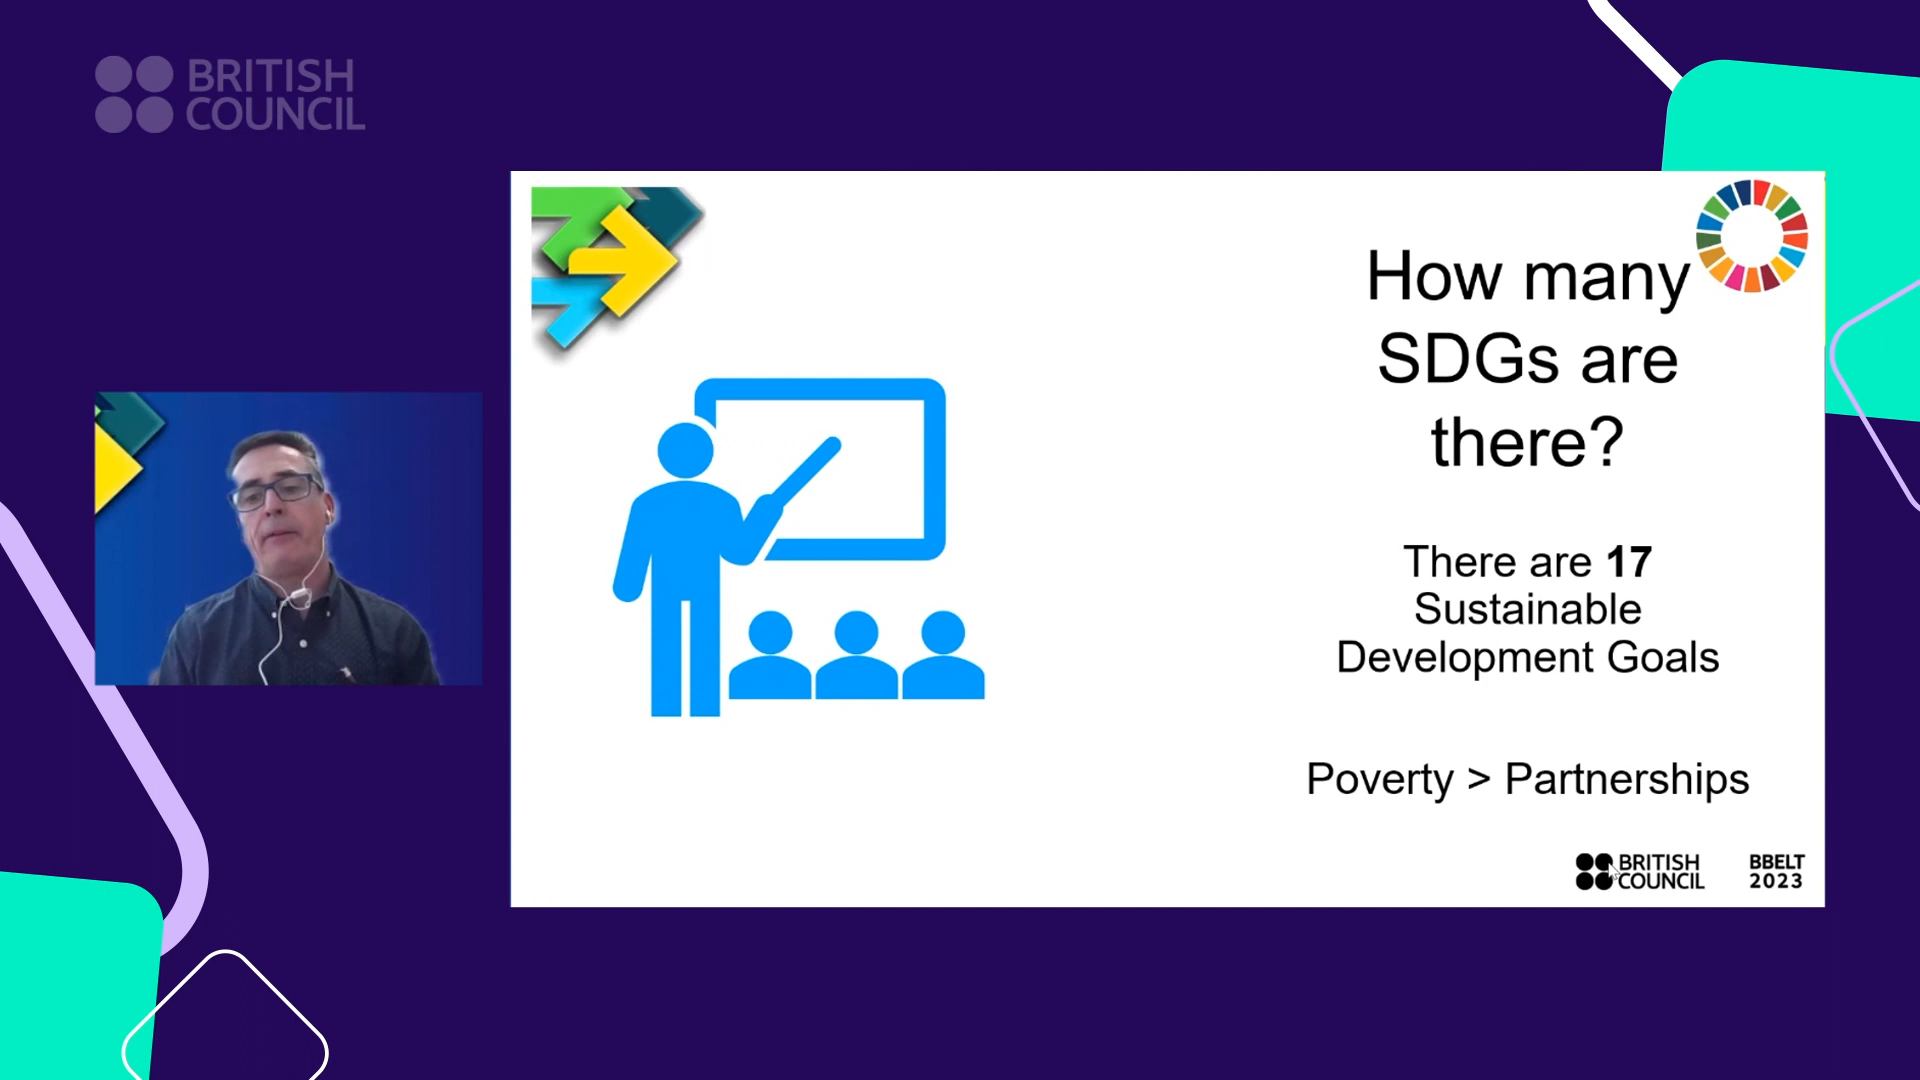 BRITISH
COUNCIL
How many
SDGs are
there?
There are 17
Sustainable
Development Goals
Poverty > Partnerships
BRITISH
COUNCIL
BBELT
2023